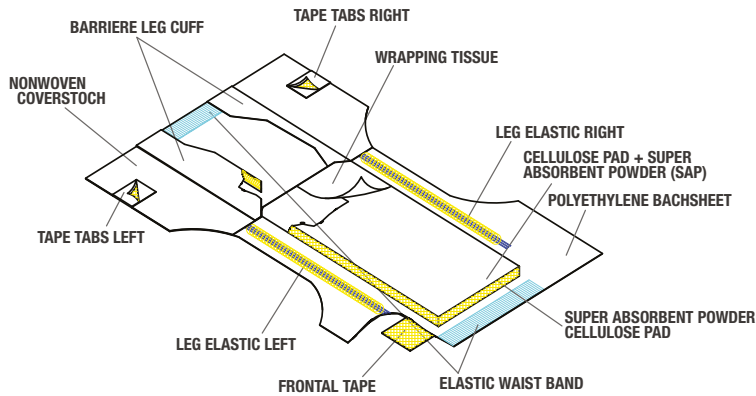 TAPE TABS RIGHT
BARRIERE LEG CUFF
WRAPPING TISSUE
NONWOVEN
COVERSTOCH
LEG ELASTIC RIGHT
CELLULOSE PAD + SUPER
ABSORBENT POWDER (SAP)
POLYETHYLENE BACHSHEET
TAPE TABS LEFT
SUPER ABSORBENT POWDER
CELLULOSE PAD
LEG ELASTIC LEFT
FRONTAL TAPE
ELASTIC WAIST BAND